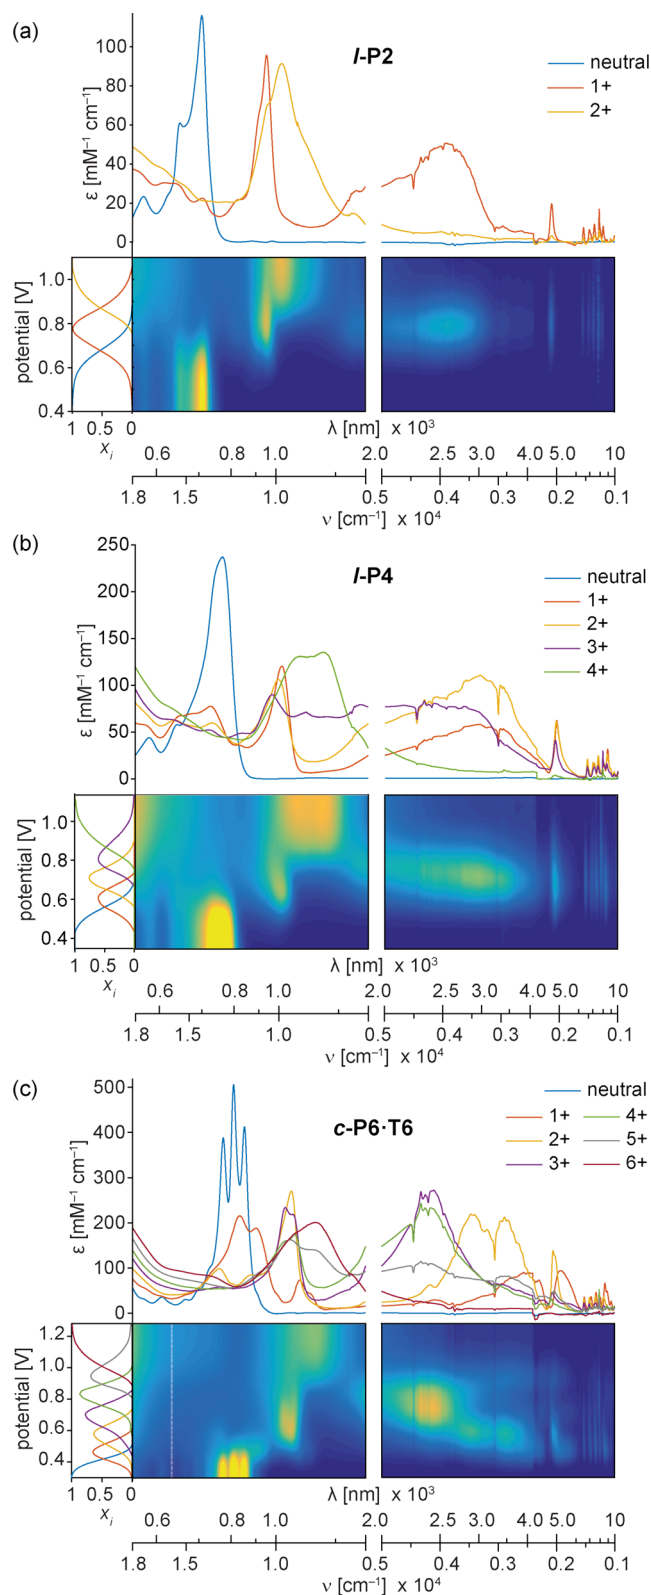 (a)
l-P2
neutral
1+
2+
ε [mM⁻¹ cm⁻¹]
100
80
60
40
20
0
potential [V]
1.0
0.8
0.6
0.4
1 0.5 0
xᵢ
λ [nm] x 10³
0.6 0.8 1.0 2.0 2.5 3.0 4.0 5.0 10
1.8 1.5 1.0 0.5 0.4 0.3 0.2 0.1
ν [cm⁻¹] x 10⁴
(b)
l-P4
neutral
1+
2+
3+
4+
ε [mM⁻¹ cm⁻¹]
250
200
150
100
50
0
potential [V]
1.0
0.8
0.6
0.4
1 0.5 0
xᵢ
λ [nm] x 10³
0.6 0.8 1.0 2.0 2.5 3.0 4.0 5.0 10
1.8 1.5 1.0 0.5 0.4 0.3 0.2 0.1
ν [cm⁻¹] x 10⁴
(c)
c-P6·T6
neutral
1+ 4+
2+ 5+
3+ 6+
ε [mM⁻¹ cm⁻¹]
500
400
300
200
100
0
potential [V]
1.2
1.0
0.8
0.6
0.4
1 0.5 0
xᵢ
λ [nm] x 10³
0.6 0.8 1.0 2.0 2.5 3.0 4.0 5.0 10
1.8 1.5 1.0 0.5 0.4 0.3 0.2 0.1
ν [cm⁻¹] x 10⁴